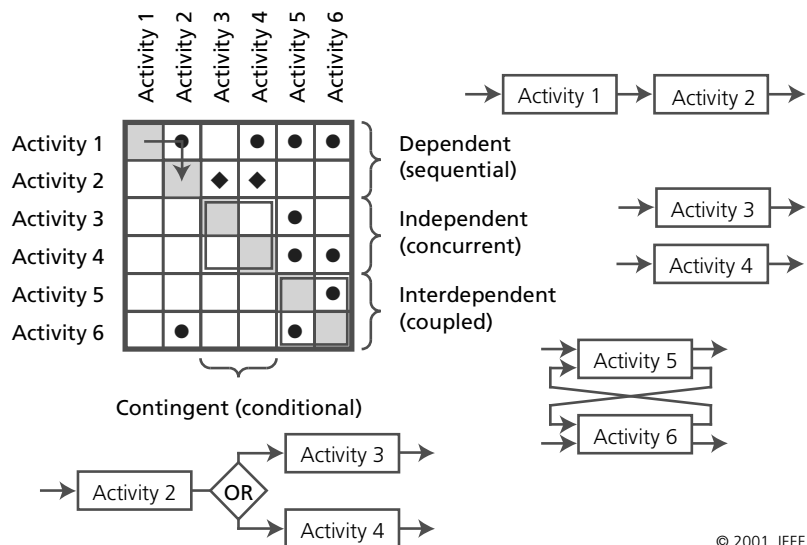 Activity 1
Activity 2
Activity 3
Activity 4
Activity 5
Activity 6
Activity 1
Activity 2
Activity 3
Activity 4
Activity 5
Activity 6
Dependent
(sequential)
Independent
(concurrent)
Interdependent
(coupled)
Activity 1
Activity 2
Activity 3
Activity 4
Activity 5
Activity 6
Contingent (conditional)
Activity 2
OR
Activity 3
Activity 4
© 2001 IEEE